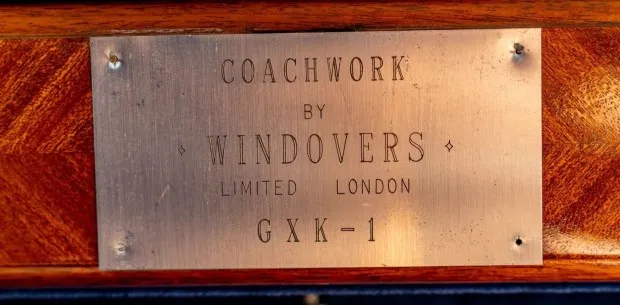 COACHWORK
BY
WINDOVERS
LIMITED LONDON
GXK-1